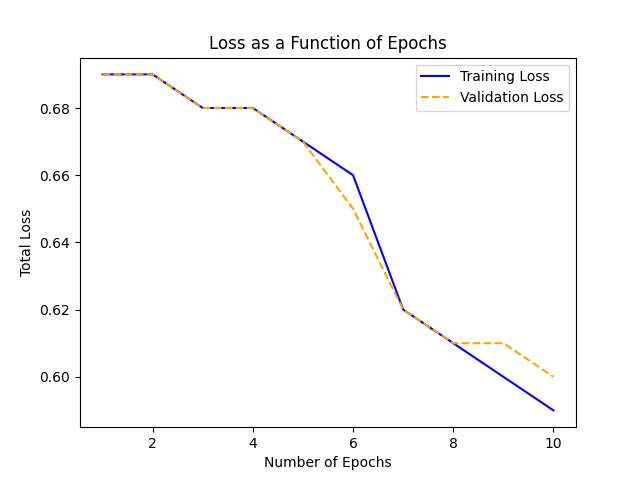 Loss as a Function of Epochs
Training Loss
Validation Loss
Total Loss
0.68
0.66
0.64
0.62
0.60
2
4
6
8
10
Number of Epochs